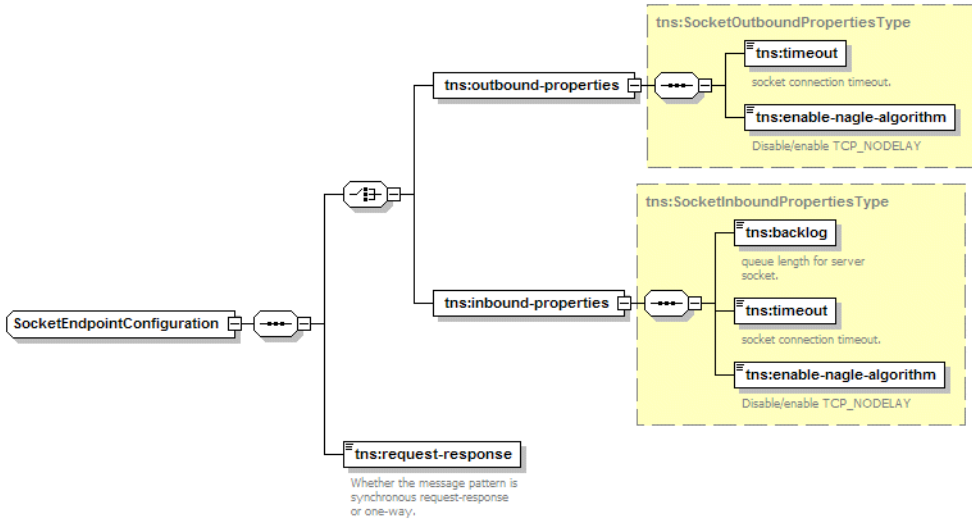 tns:SocketOutboundPropertiesType
tns:timeout
socket connection timeout.
tns:outbound-properties
tns:enable-nagle-algorithm
Disable/enable TCP_NODELAY
tns:SocketInboundPropertiesType
tns:backlog
queue length for server
socket.
tns:inbound-properties
tns:timeout
socket connection timeout.
SocketEndpointConfiguration
tns:enable-nagle-algorithm
Disable/enable TCP_NODELAY
tns:request-response
Whether the message pattern is
synchronous request-response
or one-way.